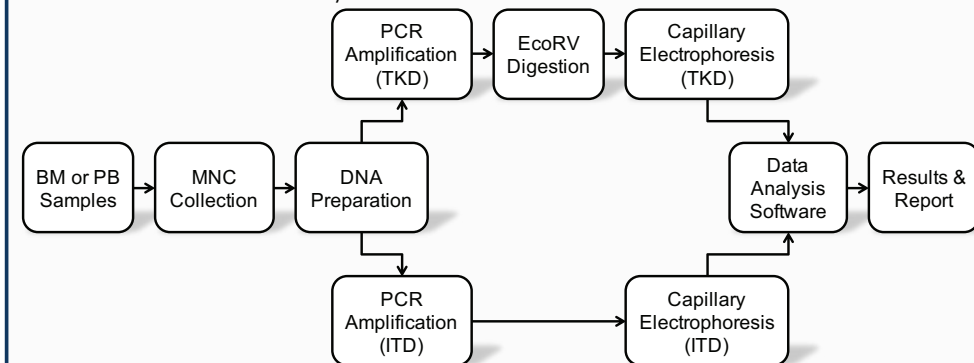 PCR
Amplification
(TKD)
EcoRV
Digestion
Capillary
Electrophoresis
(TKD)
BM or PB
Samples
MNC
Collection
DNA
Preparation
Data
Analysis
Software
Results &
Report
PCR
Amplification
(ITD)
Capillary
Electrophoresis
(ITD)